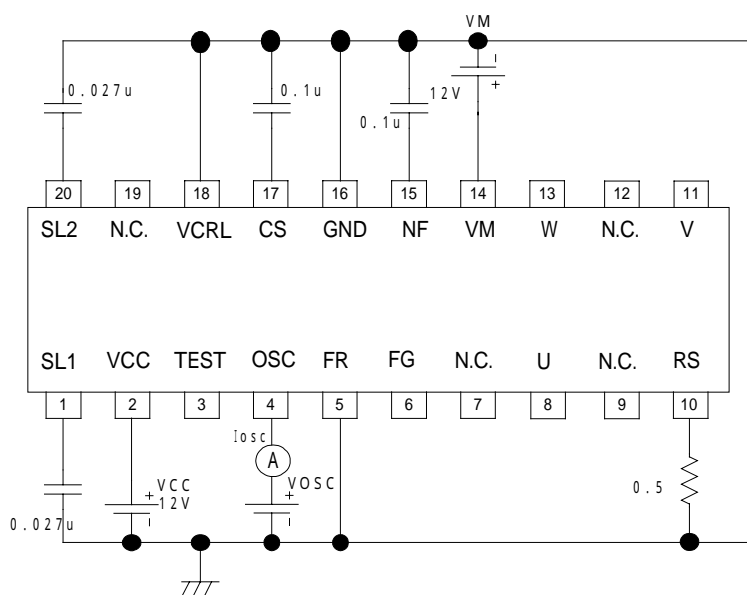 VM
0.027u
0.1u
12V
0.1u
20 19 18 17 16 15 14 13 12 11
SL2 N.C. VCRL CS GND NF VM W N.C. V
SL1 VCC TEST OSC FR FG N.C. U N.C. RS
1 2 3 4 5 6 7 8 9 10
Iosc
A
VCC
12V
VOSC
0.5
0.027u